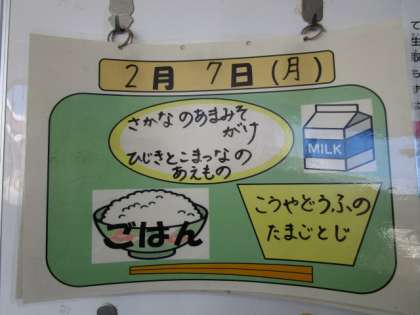 2月 7日(月)
さかなのあまみそ
がけ
ひじきとこまつなの
あえもの
MILK
ごはん
こうやどうふの
たまごとじ